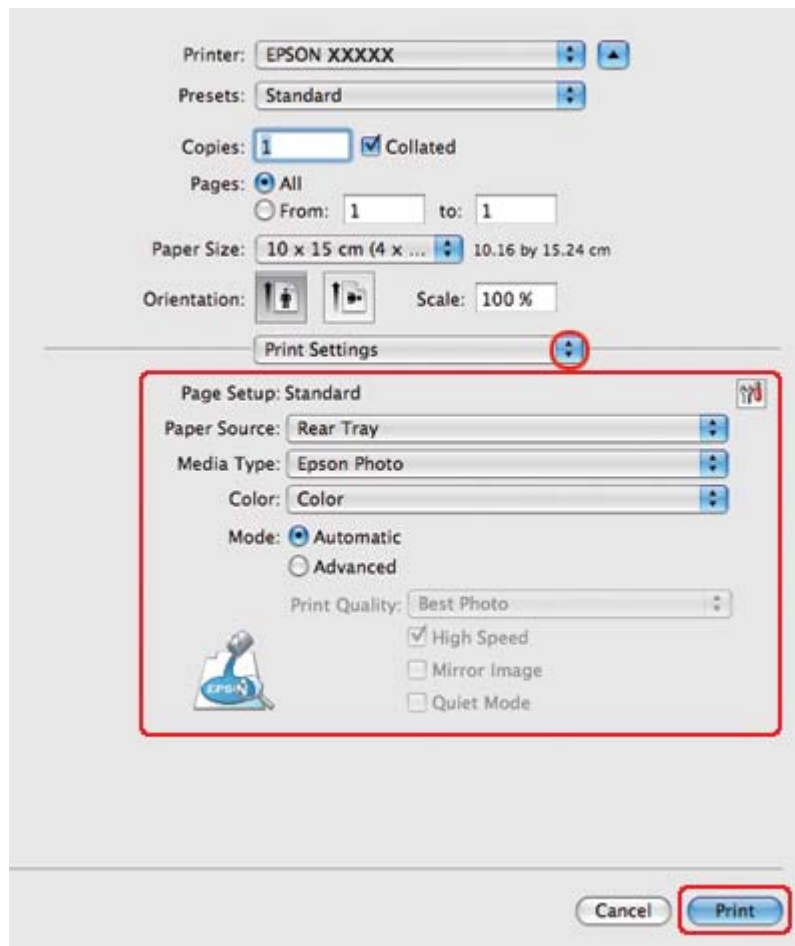 Printer: EPSON XXXXX
Presets: Standard
Copies: 1 Collated
Pages: All
From: 1 to: 1
Paper Size: 10 x 15 cm (4 x ... 10.16 by 15.24 cm
Orientation: Scale: 100 %
Print Settings
Page Setup: Standard
Paper Source: Rear Tray
Media Type: Epson Photo
Color: Color
Mode: Automatic
Advanced
Print Quality: Best Photo
High Speed
Mirror Image
Quiet Mode
EPSON
Cancel Print